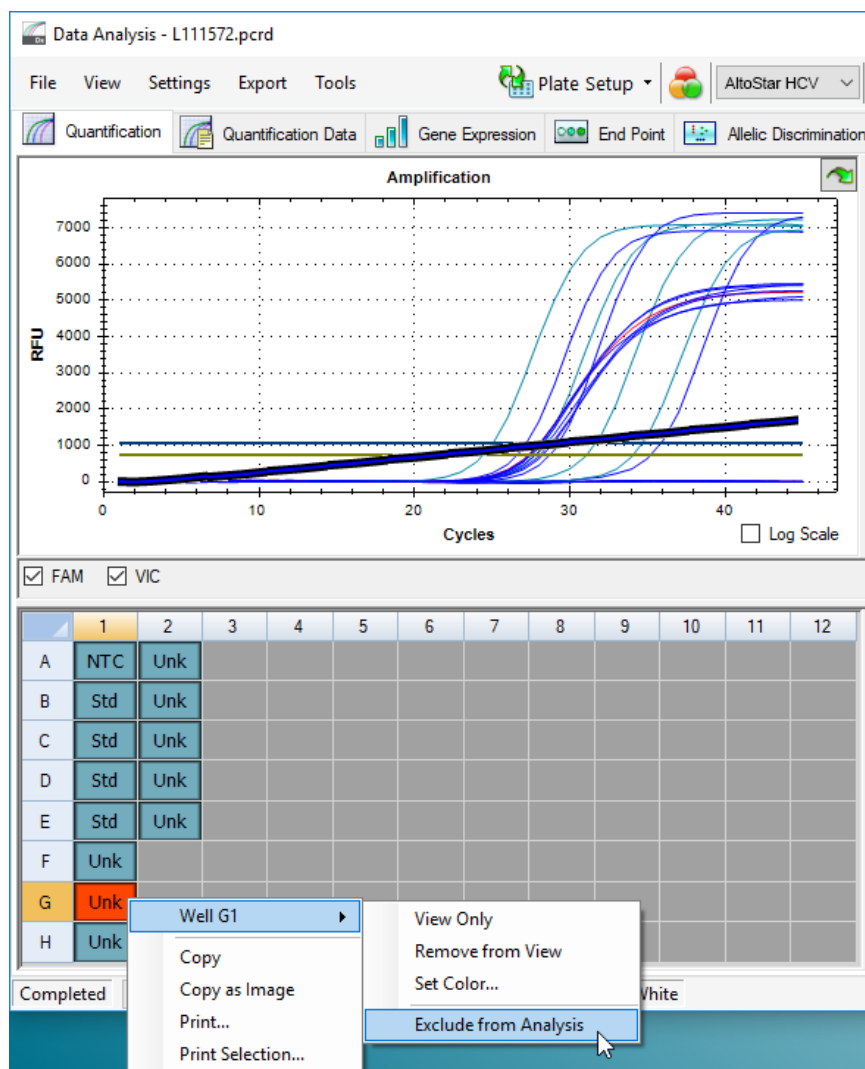 Data Analysis - L111572.pcrd
File View Settings Export Tools Plate Setup AltoStar HCV
Quantification Quantification Data Gene Expression End Point Allelic Discrimination
Amplification
7000
6000
5000
4000
3000
2000
1000
0
RFU
0 10 20 30 40
Cycles
Log Scale
FAM VIC
1 2 3 4 5 6 7 8 9 10 11 12
A NTC Unk
B Std Unk
C Std Unk
D Std Unk
E Std Unk
F Unk
G Unk
H Unk
Well G1
Copy
Copy as Image
Print...
Print Selection...
View Only
Remove from View
Set Color...
Exclude from Analysis
Completed